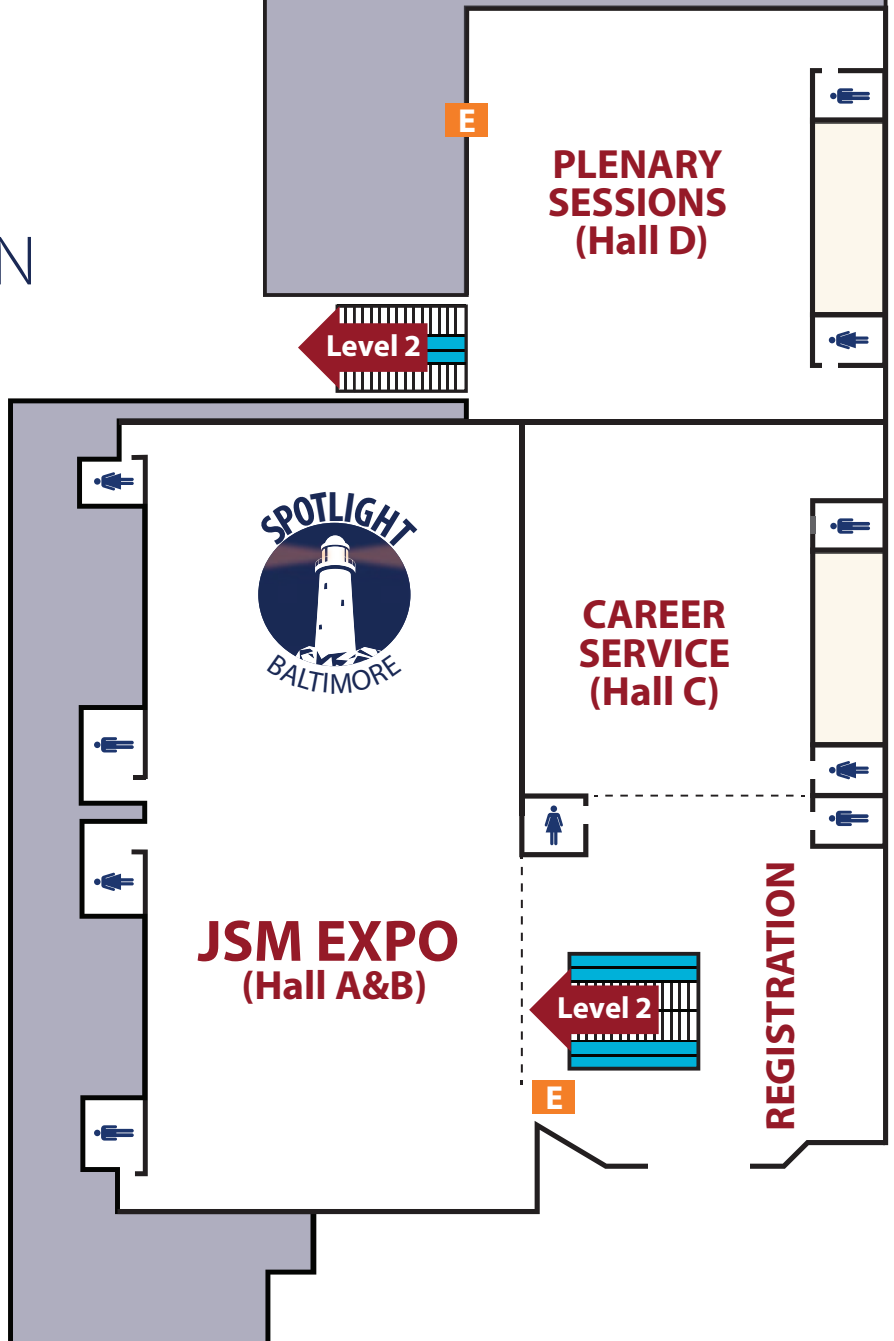 E
PLENARY
SESSIONS
(Hall D)
N
Level 2
SPOTLIGHT
BALTIMORE
CAREER
SERVICE
(Hall C)
JSM EXPO
(Hall A&B)
Level 2
REGISTRATION
E